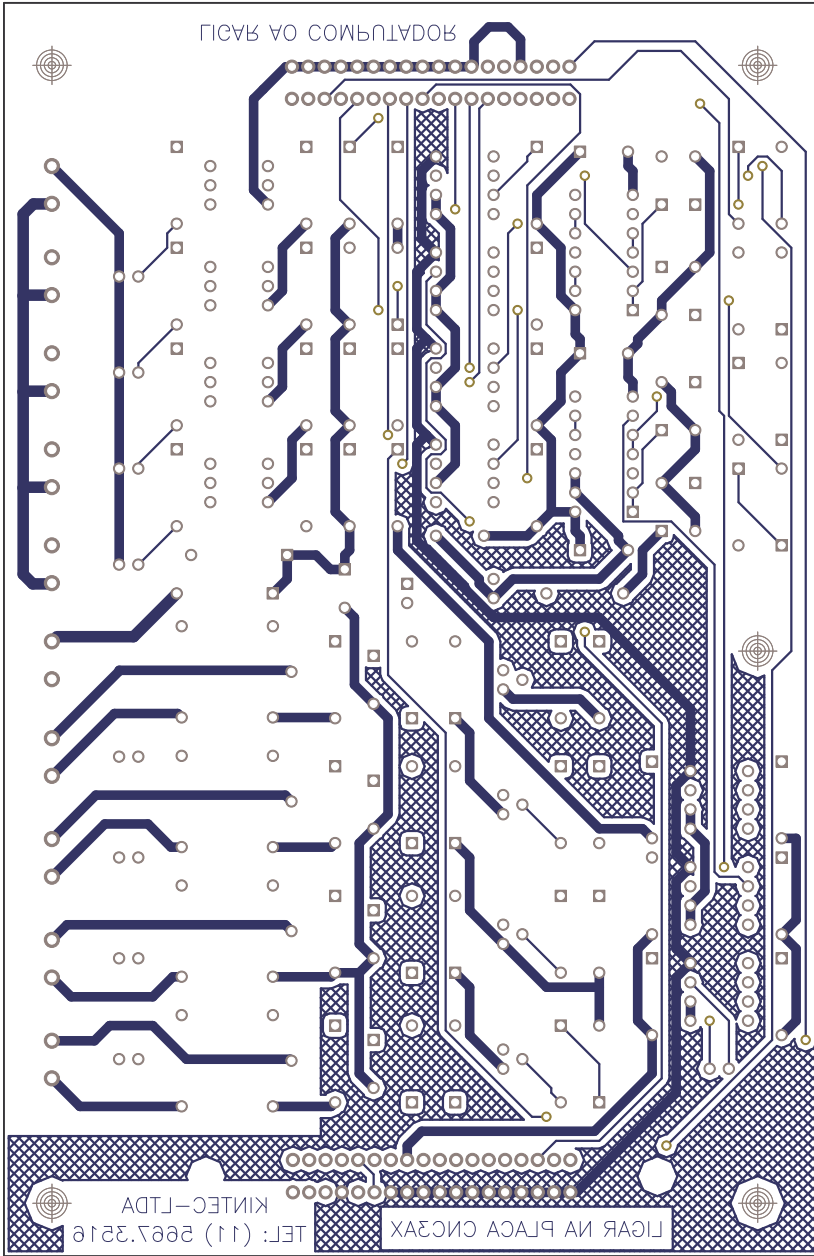 LIGAR AO COMPUTADOR
KINTEC-LTDA
TEL: (11) 5667.3516
LIGAR NA PLACA CNC3AX